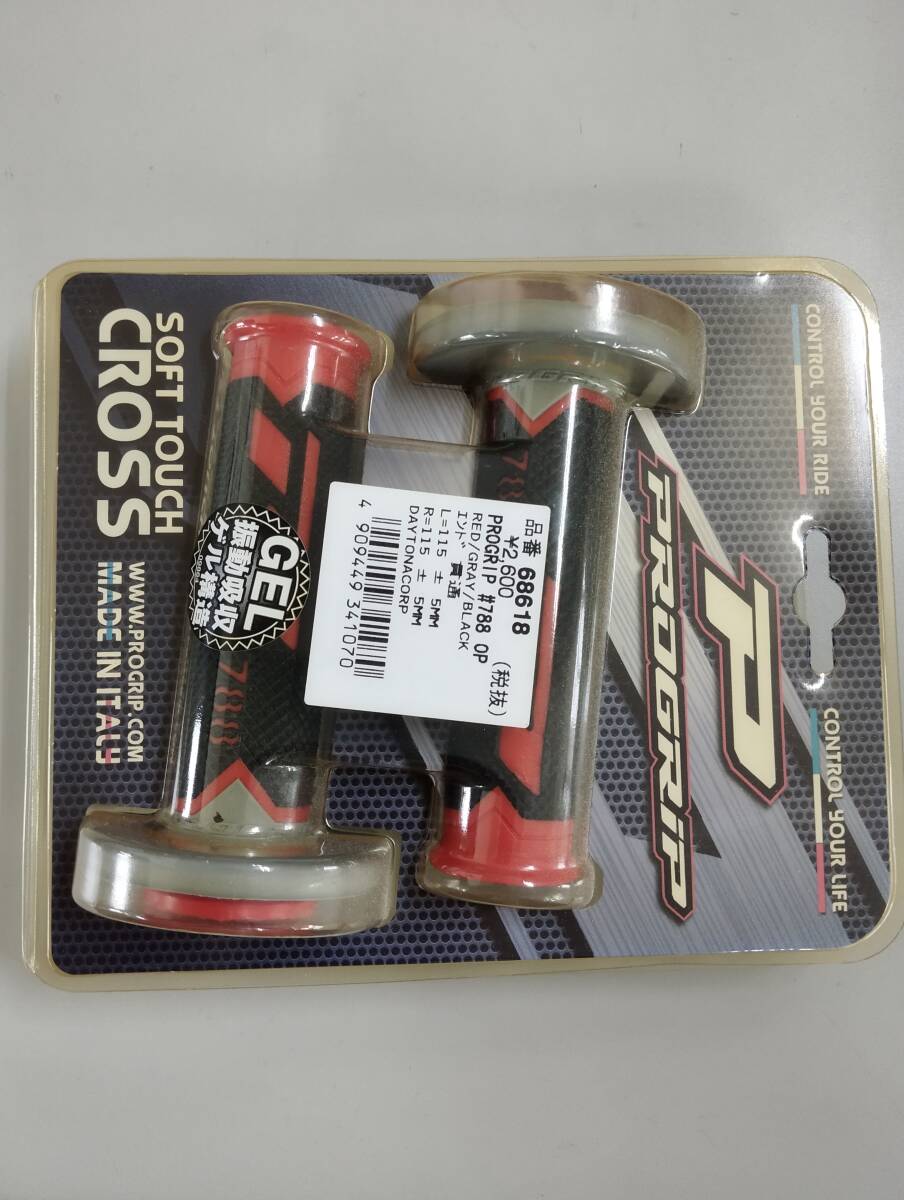 CONTROL YOUR RIDE
CONTROL YOUR LIFE
P
PROGRIP
品番 68618
¥2,600 (税抜)
PROGRIP #788 OP
RED/GRAY/BLACK
エンド 貫通
L=115 ± 5MM
R=115 ± 5MM
DAYTONACORP
4 909449 341070
788
788
GEL
振動吸収
ゲル構造
SOFT TOUCH
CROSS
WWW.PROGRIP.COM
MADE IN ITALY